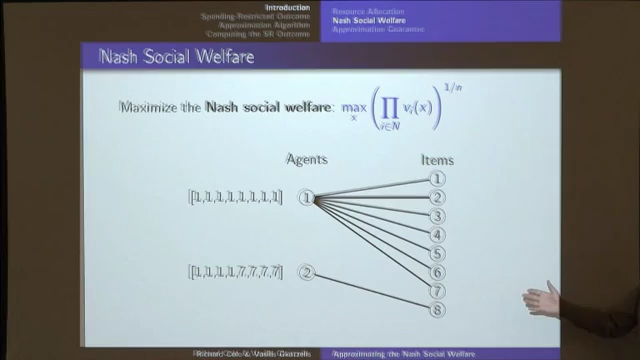 Introduction
Spending-Restricted Outcome
Approximation Algorithm
Computing the SR Outcome
Resource Allocation
Nash Social Welfare
Approximation Guarantee
Nash Social Welfare
Maximize the Nash social welfare: max_x (∏_{i∈N} v_i(x))^{1/n}
Agents Items
[1,1,1,1,1,1,1,1] 1
[1,1,1,1,7,7,7,7] 2
1
2
3
4
5
6
7
8
Richard Cole & Vasilis Gkatzelis Approximating the Nash Social Welfare